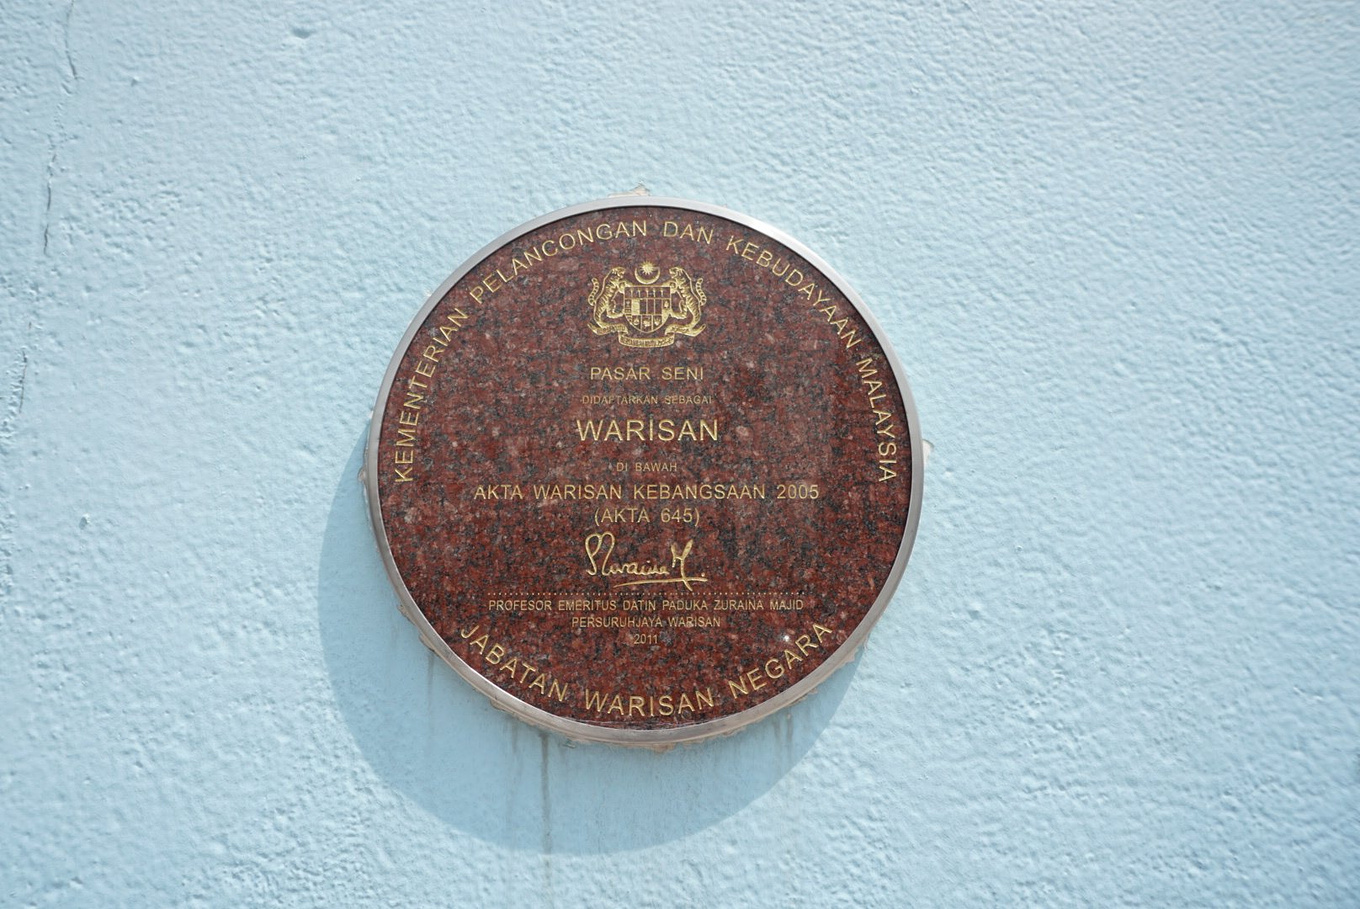 KEMENTERIAN PELANCONGAN DAN KEBUDAYAAN MALAYSIA
PASAR SENI
DIDAFTARKAN SEBAGAI
WARISAN
DI BAWAH
AKTA WARISAN KEBANGSAAN 2005
(AKTA 645)
PROFESOR EMERITUS DATIN PADUKA ZURAINA MAJID
PERSURUHJAYA WARISAN
2011
JABATAN WARISAN NEGARA